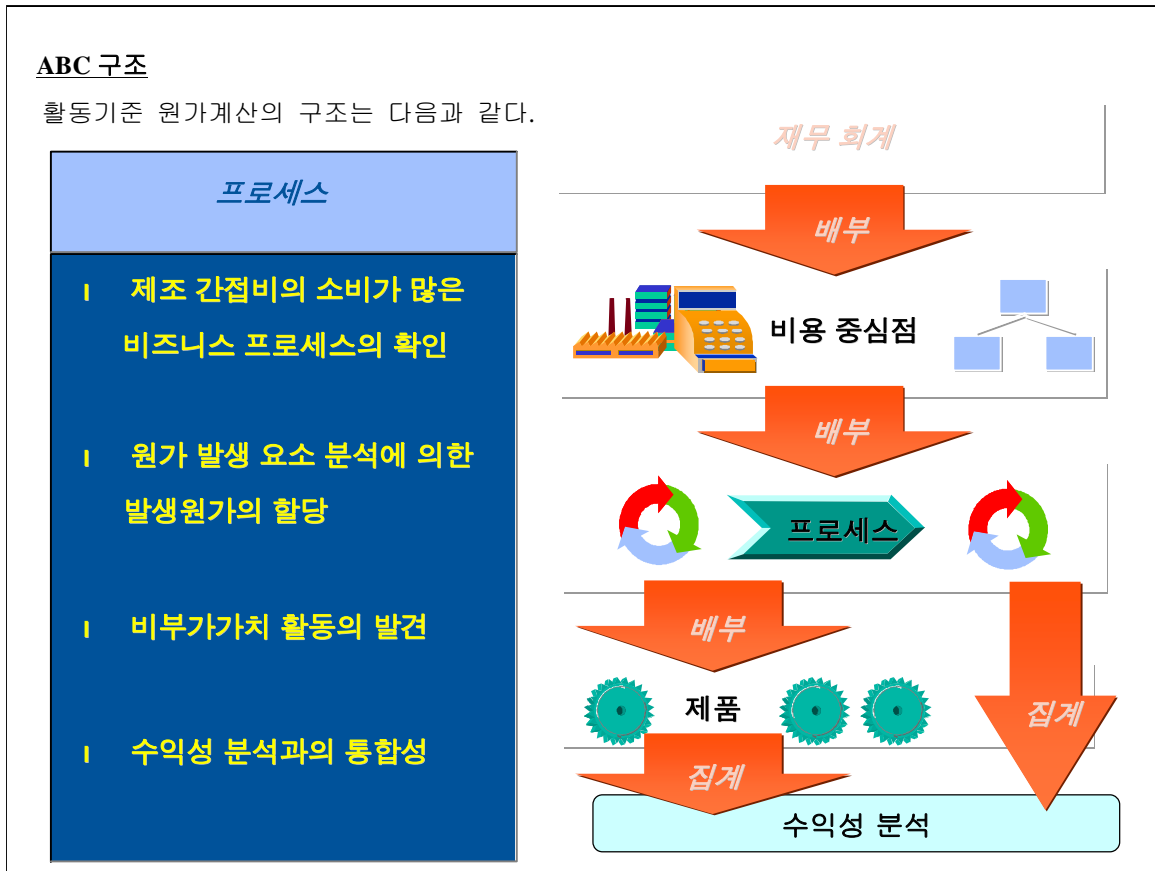 ABC 구조
활동기준 원가계산의 구조는 다음과 같다.
프로세스
l 제조 간접비의 소비가 많은
비즈니스 프로세스의 확인
l 원가 발생 요소 분석에 의한
발생원가의 할당
l 비부가가치 활동의 발견
l 수익성 분석과의 통합성
재무 회계
배부
비용 중심점
배부
프로세스
배부
제품
집계
집계
수익성 분석